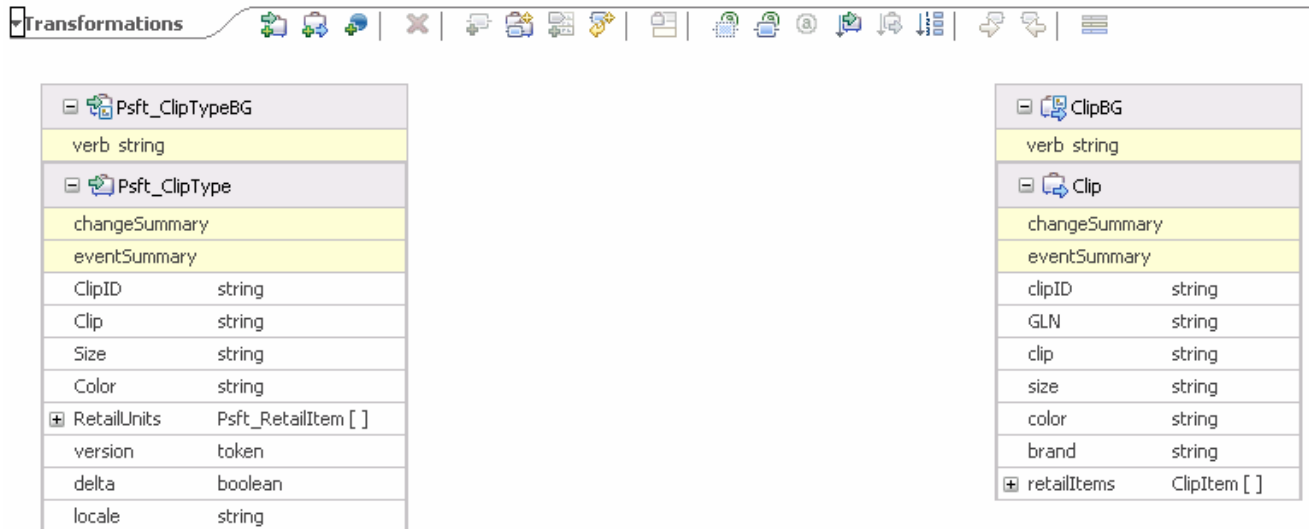 Transformations
Psft_ClipTypeBG
verb string
Psft_ClipType
changeSummary
eventSummary
ClipID string
Clip string
Size string
Color string
RetailUnits Psft_RetailItem [ ]
version token
delta boolean
locale string
ClipBG
verb string
Clip
changeSummary
eventSummary
clipID string
GLN string
clip string
size string
color string
brand string
retailItems ClipItem [ ]